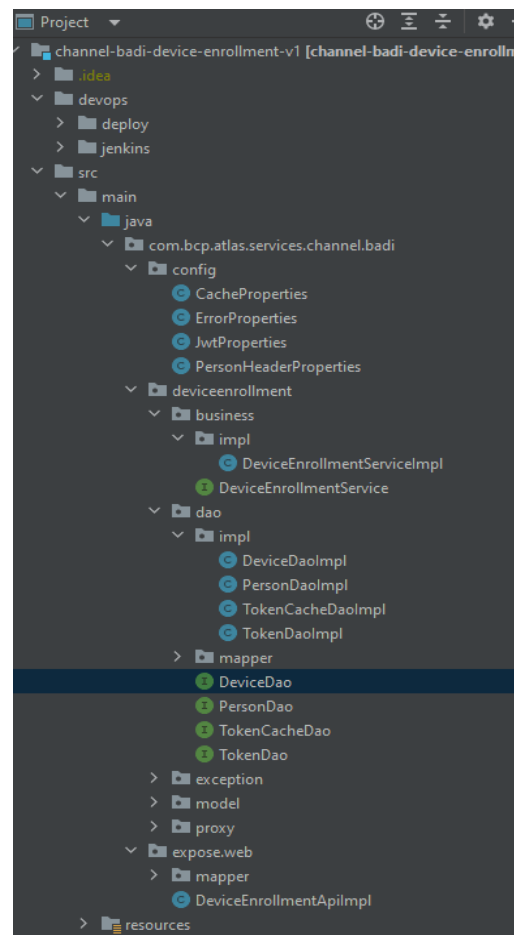 Project
channel-badi-device-enrollment-v1 [channel-badi-device-enrollm
.idea
devops
deploy
jenkins
src
main
java
com.bcp.atlas.services.channel.badi
config
C CacheProperties
C ErrorProperties
C JwtProperties
C PersonHeaderProperties
deviceenrollment
business
impl
C DeviceEnrollmentServiceImpl
I DeviceEnrollmentService
dao
impl
C DeviceDaoImpl
C PersonDaoImpl
C TokenCacheDaoImpl
C TokenDaoImpl
mapper
I DeviceDao
I PersonDao
I TokenCacheDao
I TokenDao
exception
model
proxy
expose.web
mapper
C DeviceEnrollmentApiImpl
resources